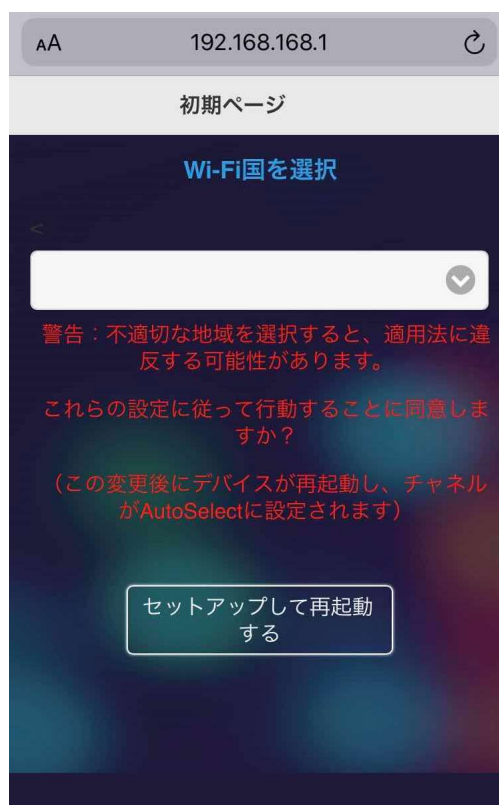 AA 192.168.168.1
初期ページ
Wi-Fi国を選択
<
警告：不適切な地域を選択すると、適用法に違
反する可能性があります。
これらの設定に従って行動することに同意しま
すか？
（この変更後にデバイスが再起動し、チャネル
がAutoSelectに設定されます）
セットアップして再起動
する